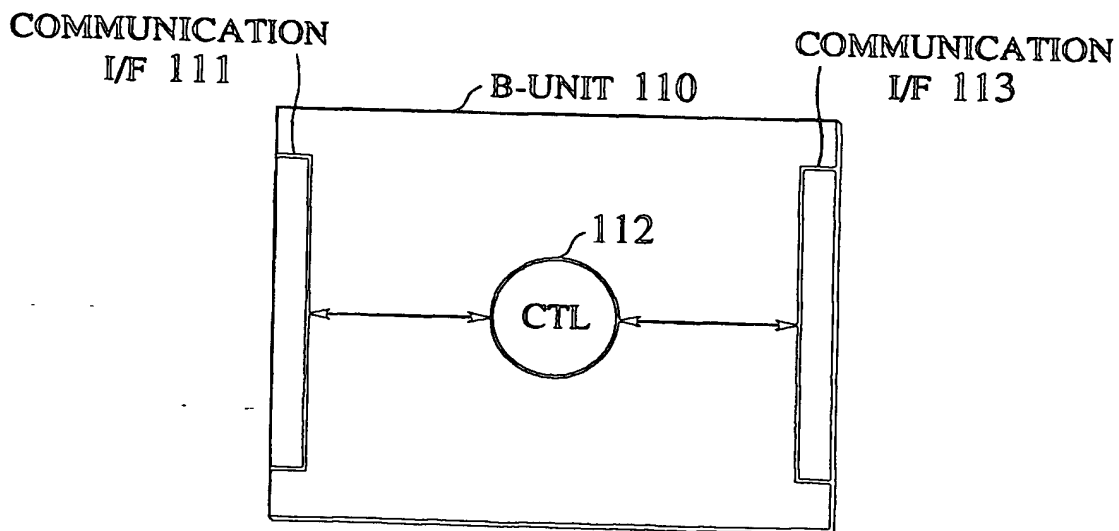 COMMUNICATION
I/F 111
B-UNIT 110
COMMUNICATION
I/F 113
112
CTL